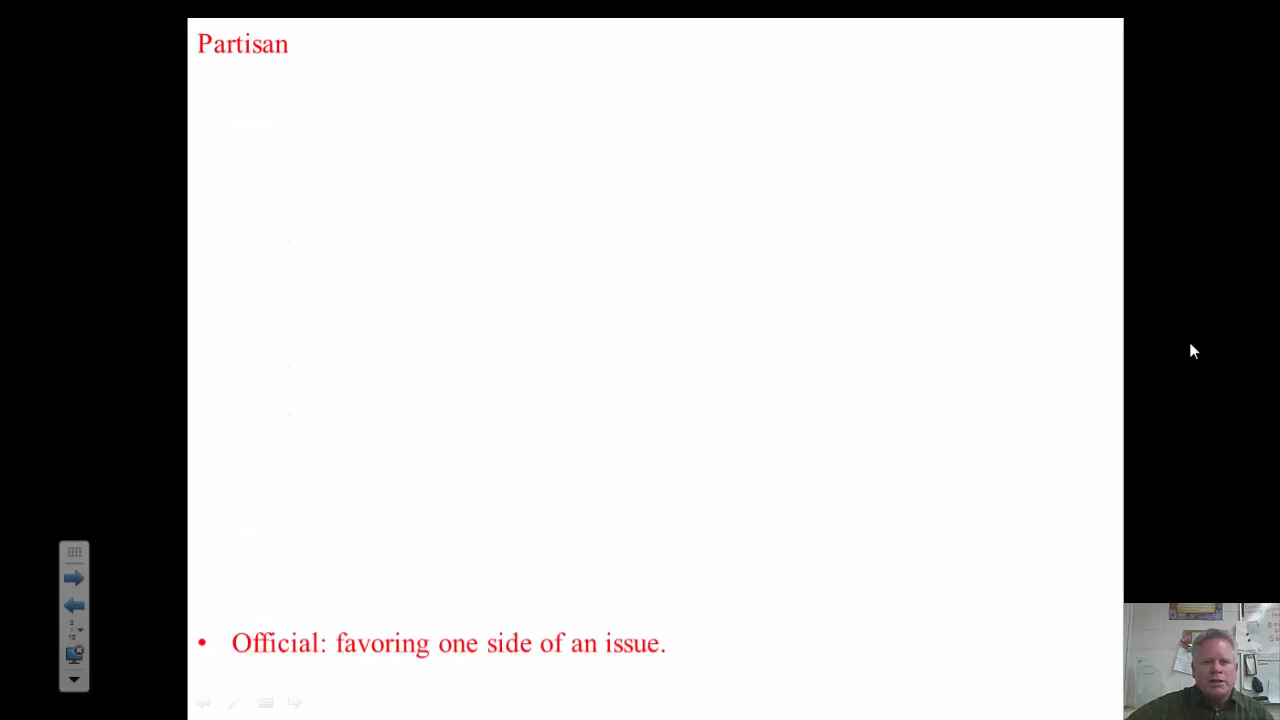 Partisan
• Official: favoring one side of an issue.